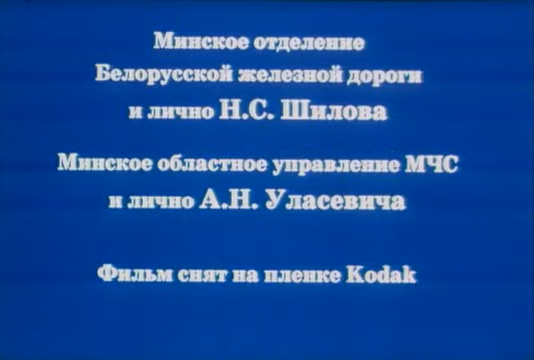 Минское отделение
Белорусской железной дороги
и лично Н.С. Шилова
Минское областное управление МЧС
и лично А.Н. Уласевича
Фильм снят на пленке Kodak